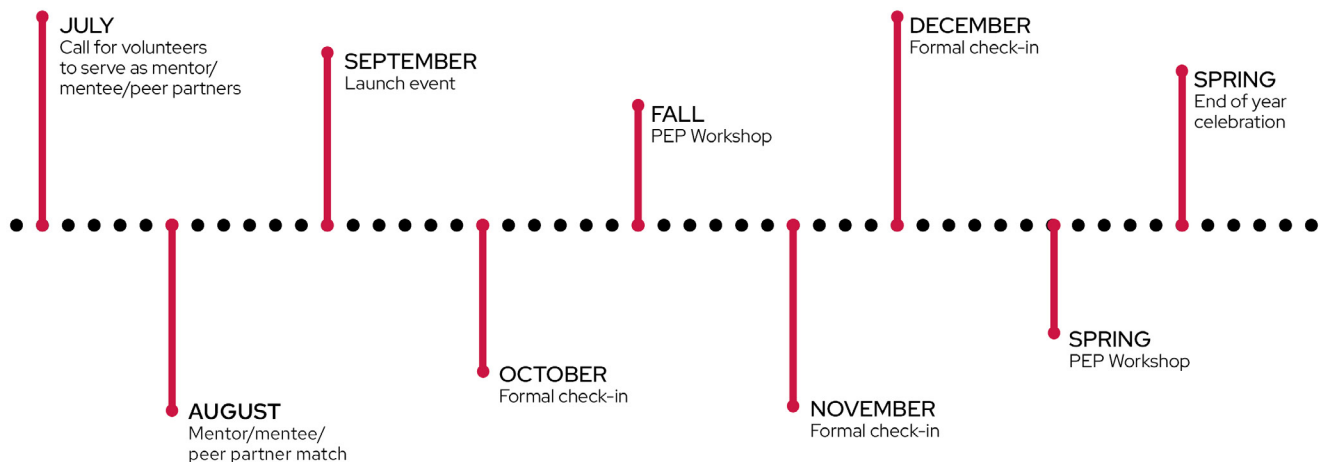 JULY
Call for volunteers
to serve as mentor/
mentee/peer partners
AUGUST
Mentor/mentee/
peer partner match
SEPTEMBER
Launch event
OCTOBER
Formal check-in
FALL
PEP Workshop
NOVEMBER
Formal check-in
DECEMBER
Formal check-in
SPRING
PEP Workshop
SPRING
End of year
celebration